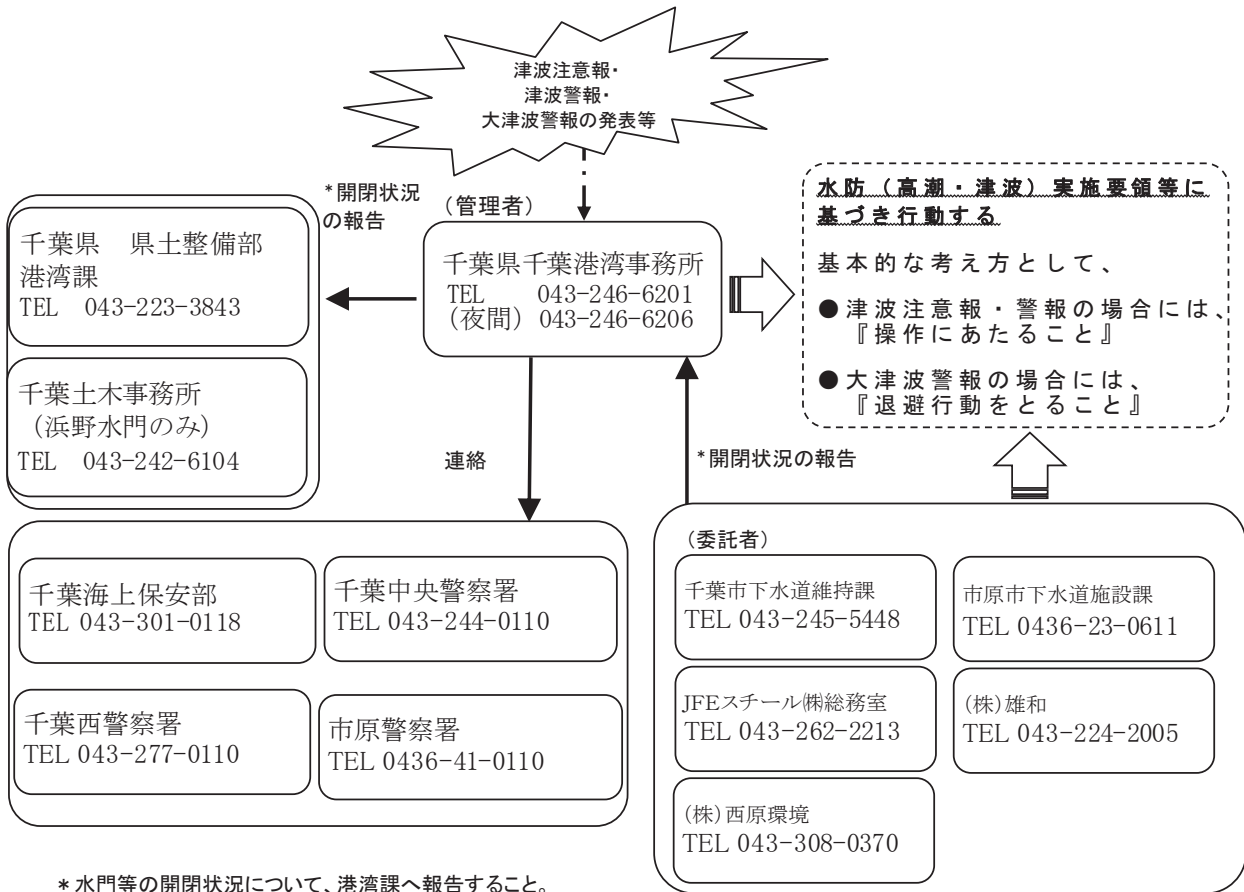 津波注意報・
津波警報・
大津波警報の発表等
*開閉状況
の報告
（管理者）
千葉県千葉港湾事務所
TEL 043-246-6201
（夜間） 043-246-6206
千葉県 県土整備部
港湾課
TEL 043-223-3843
千葉土木事務所
（浜野水門のみ）
TEL 043-242-6104
水防（高潮・津波）実施要領等に
基づき行動する
基本的な考え方として、
●津波注意報・警報の場合には、
『操作にあたること』
●大津波警報の場合には、
『退避行動をとること』
連絡
*開閉状況の報告
千葉海上保安部
TEL 043-301-0118
千葉中央警察署
TEL 043-244-0110
千葉西警察署
TEL 043-277-0110
市原警察署
TEL 0436-41-0110
（委託者）
千葉市下水道維持課
TEL 043-245-5448
市原市下水道施設課
TEL 0436-23-0611
JFEスチール㈱総務室
TEL 043-262-2213
(株)雄和
TEL 043-224-2005
(株)西原環境
TEL 043-308-0370
*水門等の開閉状況について、港湾課へ報告すること。